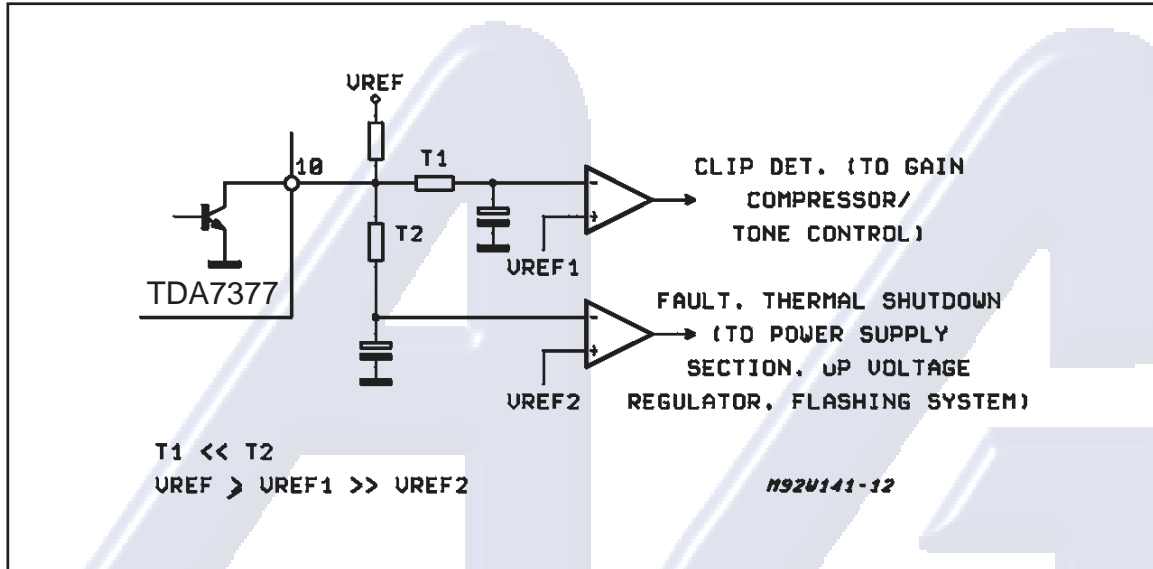 VREF
10
T1
CLIP DET. (TO GAIN
COMPRESSOR/
TONE CONTROL)
T2
-
+
VREF1
TDA7377
FAULT. THERMAL SHUTDOWN
(TO POWER SUPPLY
SECTION. uP VOLTAGE
REGULATOR. FLASHING SYSTEM)
-
+
VREF2
T1 << T2
VREF > VREF1 >> VREF2
M92W141-12